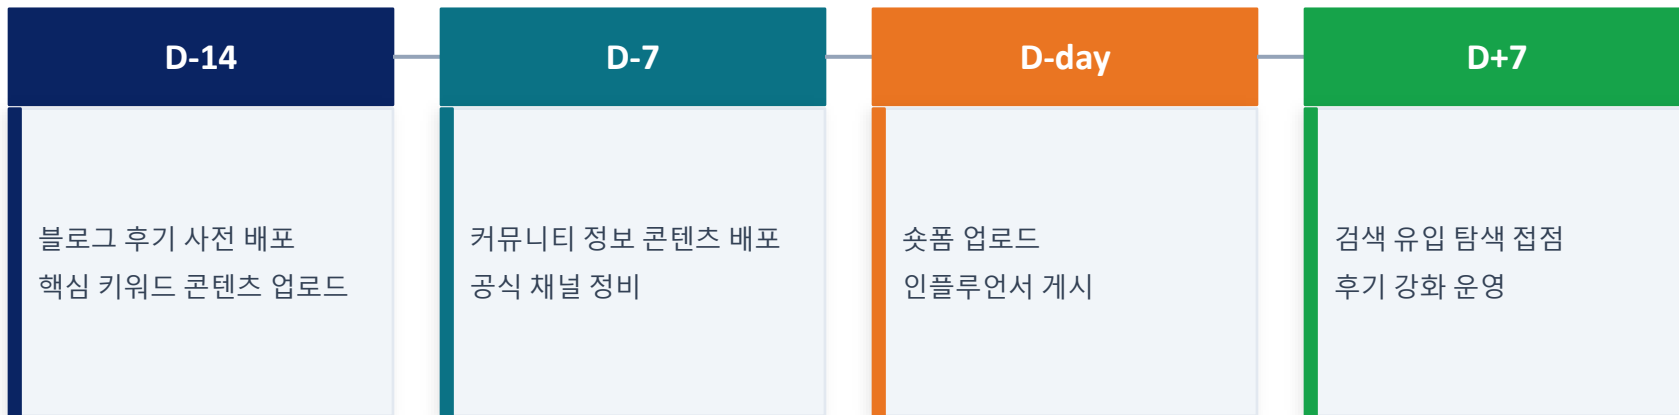 D-14
블로그 후기 사전 배포
핵심 키워드 콘텐츠 업로드
D-7
커뮤니티 정보 콘텐츠 배포
공식 채널 정비
D-day
숏폼 업로드
인플루언서 게시
D+7
검색 유입 탐색 접점
후기 강화 운영